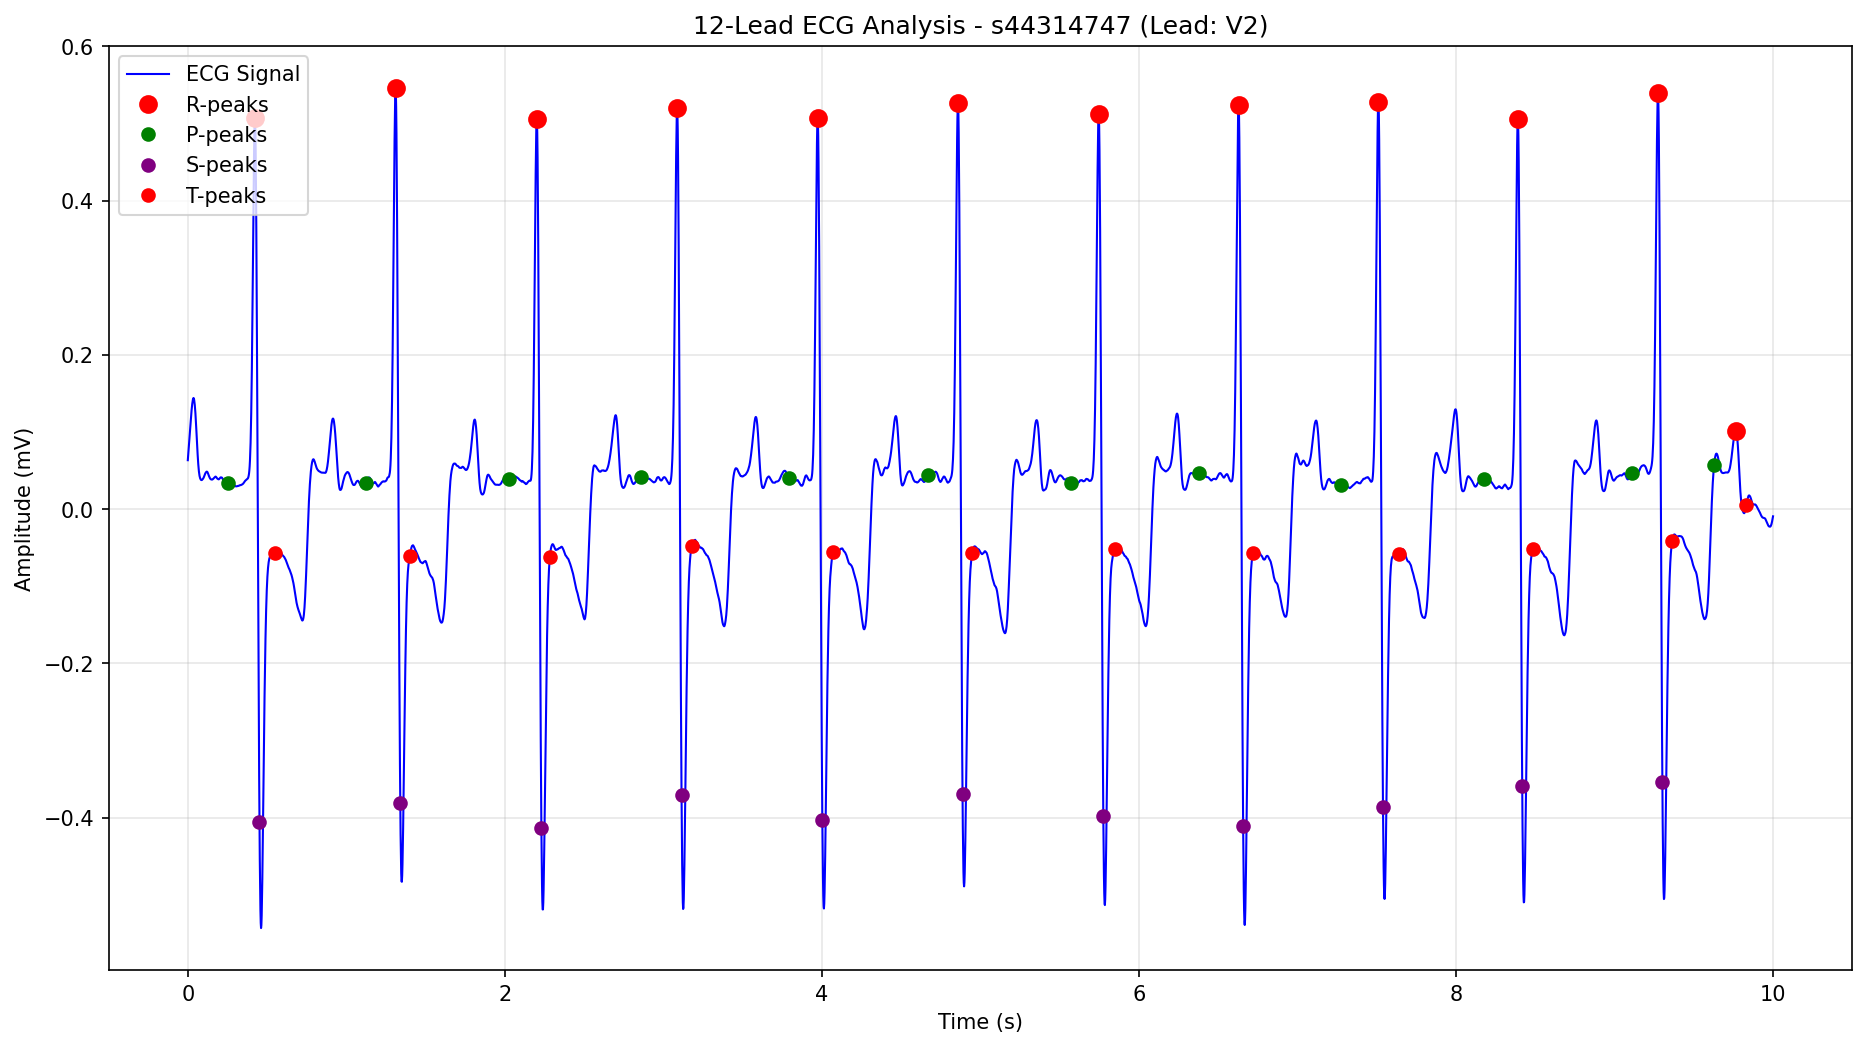 12-Lead ECG Analysis - s44314747 (Lead: V2)
ECG Signal
R-peaks
P-peaks
S-peaks
T-peaks
Amplitude (mV)
0.6
0.4
0.2
0.0
−0.2
−0.4
0 2 4 6 8 10
Time (s)